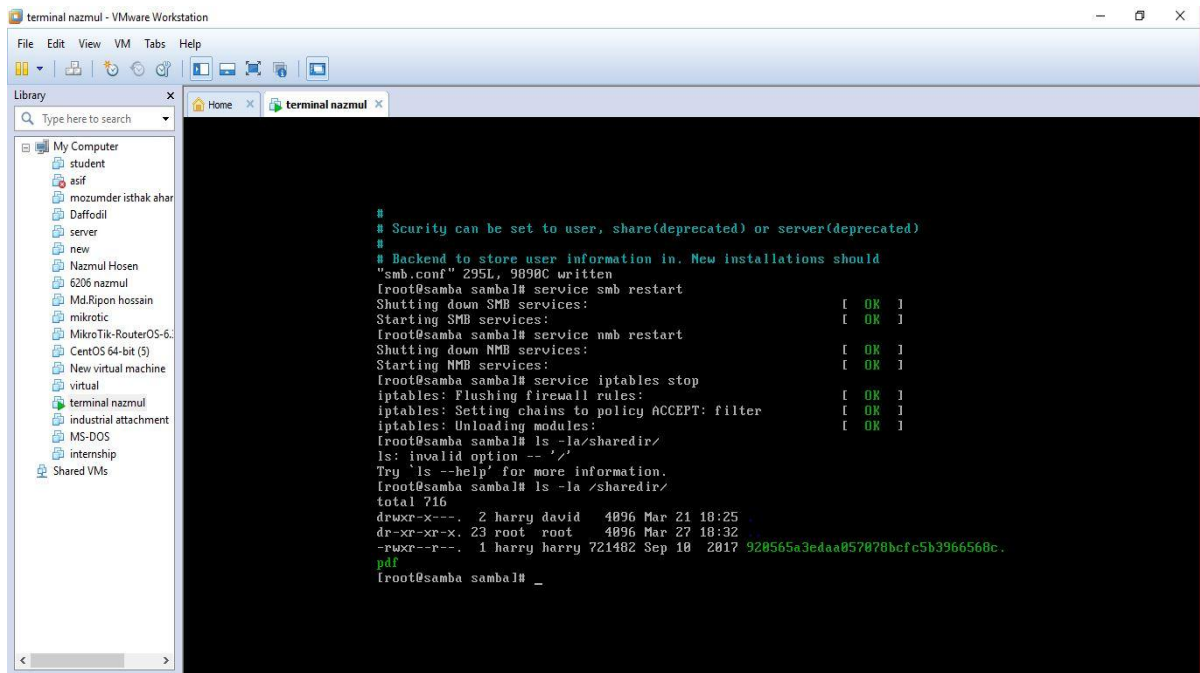 terminal nazmul - VMware Workstation
File Edit View VM Tabs Help
Library
Home
terminal nazmul
Type here to search
My Computer
student
asif
mozumder isthak ahar
Daffodil
server
new
Nazmul Hosen
6206 nazmul
Md.Ripon hossain
mikrotic
MikroTik-RouterOS-6.
CentOS 64-bit (5)
New virtual machine
virtual
terminal nazmul
industrial attachment
MS-DOS
internship
Shared VMs
#
# Scurity can be set to user, share(deprecated) or server(deprecated)
#
# Backend to store user information in. New installations should
"smb.conf" 295L, 9890C written
[root@samba samba]# service smb restart
Shutting down SMB services: [ OK ]
Starting SMB services: [ OK ]
[root@samba samba]# service nmb restart
Shutting down NMB services: [ OK ]
Starting NMB services: [ OK ]
[root@samba samba]# service iptables stop
iptables: Flushing firewall rules: [ OK ]
iptables: Setting chains to policy ACCEPT: filter [ OK ]
iptables: Unloading modules: [ OK ]
[root@samba samba]# ls -la/sharedir/
ls: invalid option -- '/'
Try `ls --help' for more information.
[root@samba samba]# ls -la /sharedir/
total 716
drwxr-x---. 2 harry david 4096 Mar 21 18:25 .
dr-xr-xr-x. 23 root root 4096 Mar 27 18:32 ..
-rwxr--r--. 1 harry harry 721482 Sep 10 2017 920565a3edaa057078bcfc5b3966568c.
pdf
[root@samba samba]# _